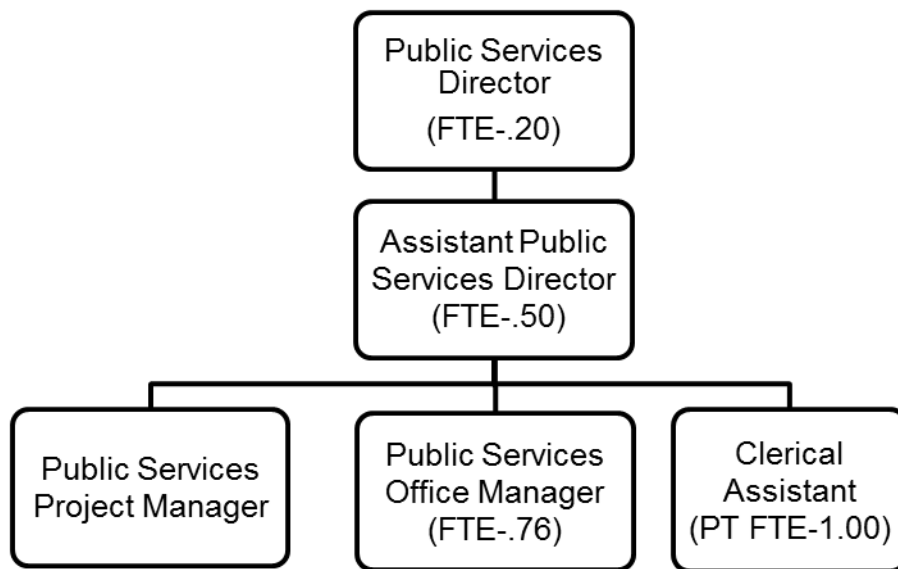 Public Services
Director
(FTE-.20)
Assistant Public
Services Director
(FTE-.50)
Public Services
Project Manager
Public Services
Office Manager
(FTE-.76)
Clerical
Assistant
(PT FTE-1.00)